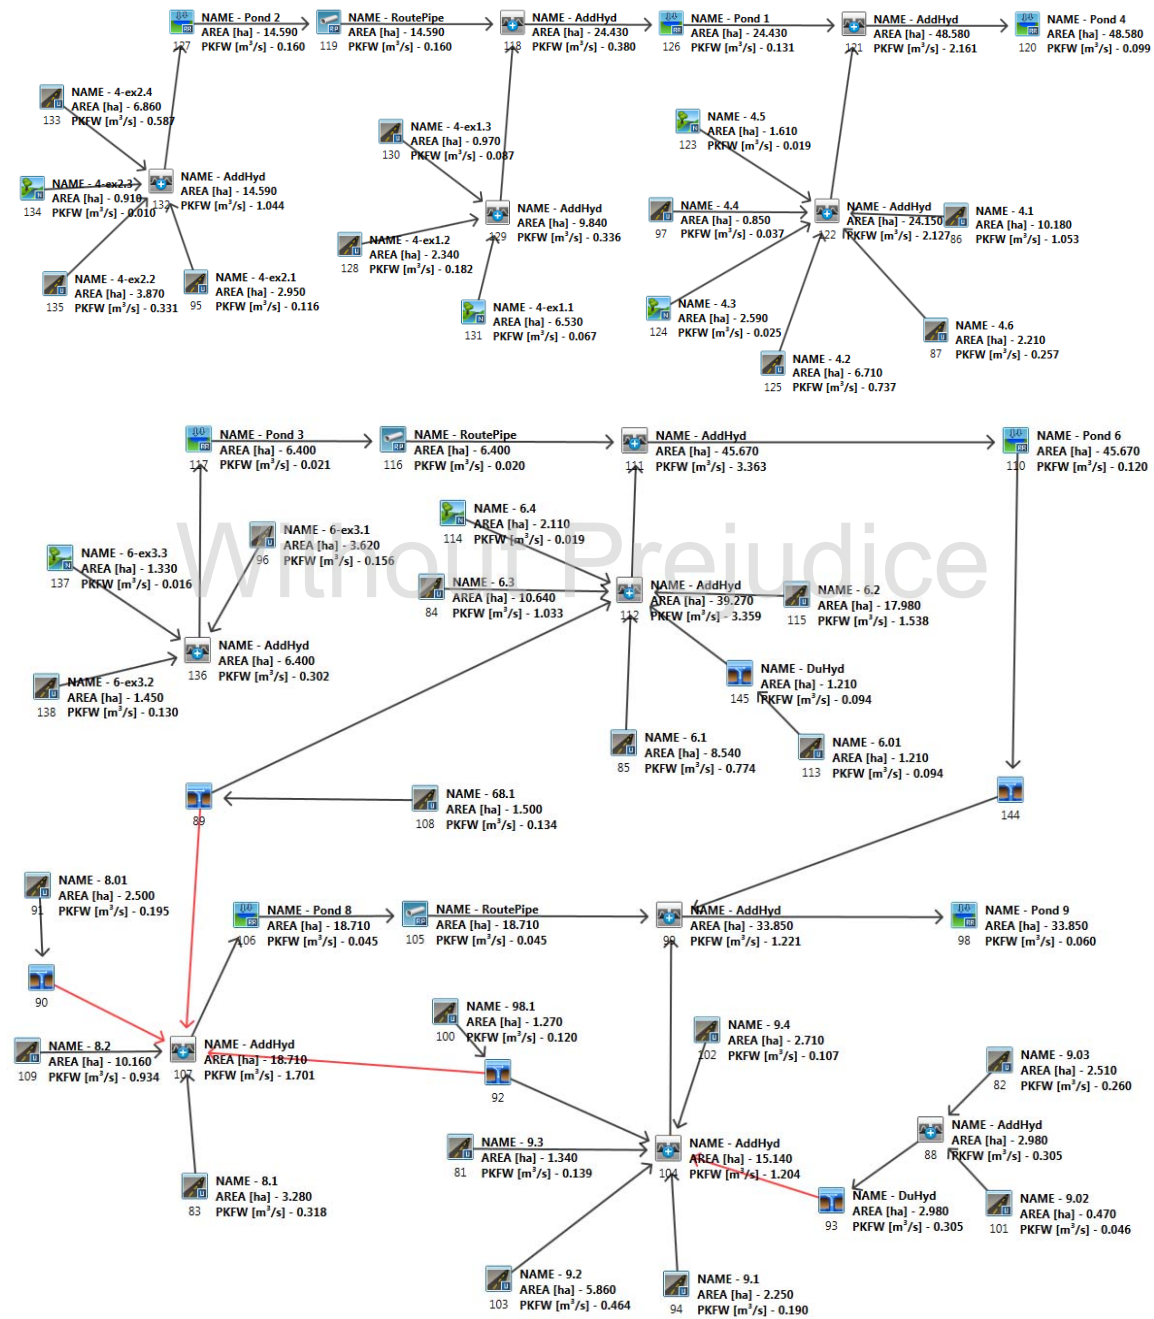 NAME - Pond 2
AREA [ha] - 14.590
PKFW [m³/s] - 0.160
127
NAME - RoutePipe
AREA [ha] - 14.590
PKFW [m³/s] - 0.160
119
NAME - AddHyd
AREA [ha] - 24.430
PKFW [m³/s] - 0.380
118
NAME - Pond 1
AREA [ha] - 24.430
PKFW [m³/s] - 0.131
126
NAME - AddHyd
AREA [ha] - 48.580
PKFW [m³/s] - 2.161
121
NAME - Pond 4
AREA [ha] - 48.580
PKFW [m³/s] - 0.099
120
NAME - 4-ex2.4
AREA [ha] - 6.860
PKFW [m³/s] - 0.587
133
NAME - 4-ex2.3
AREA [ha] - 0.910
PKFW [m³/s] - 0.010
134
NAME - AddHyd
AREA [ha] - 14.590
PKFW [m³/s] - 1.044
132
NAME - 4-ex2.2
AREA [ha] - 3.870
PKFW [m³/s] - 0.331
135
NAME - 4-ex2.1
AREA [ha] - 2.950
PKFW [m³/s] - 0.116
95
NAME - 4-ex1.3
AREA [ha] - 0.970
PKFW [m³/s] - 0.087
130
NAME - AddHyd
AREA [ha] - 9.840
PKFW [m³/s] - 0.336
129
NAME - 4-ex1.2
AREA [ha] - 2.340
PKFW [m³/s] - 0.182
128
NAME - 4-ex1.1
AREA [ha] - 6.530
PKFW [m³/s] - 0.067
131
NAME - 4.5
AREA [ha] - 1.610
PKFW [m³/s] - 0.019
123
NAME - 4.4
AREA [ha] - 0.850
PKFW [m³/s] - 0.037
97
NAME - AddHyd
AREA [ha] - 24.150
PKFW [m³/s] - 2.127
122
NAME - 4.1
AREA [ha] - 10.180
PKFW [m³/s] - 1.053
86
NAME - 4.3
AREA [ha] - 2.590
PKFW [m³/s] - 0.025
124
NAME - 4.6
AREA [ha] - 2.210
PKFW [m³/s] - 0.257
87
NAME - 4.2
AREA [ha] - 6.710
PKFW [m³/s] - 0.737
125
NAME - Pond 3
AREA [ha] - 6.400
PKFW [m³/s] - 0.021
117
NAME - RoutePipe
AREA [ha] - 6.400
PKFW [m³/s] - 0.020
116
NAME - AddHyd
AREA [ha] - 45.670
PKFW [m³/s] - 3.363
111
NAME - Pond 6
AREA [ha] - 45.670
PKFW [m³/s] - 0.120
110
Without Prejudice
NAME - 6-ex3.1
AREA [ha] - 3.620
PKFW [m³/s] - 0.156
96
NAME - 6-ex3.3
AREA [ha] - 1.330
PKFW [m³/s] - 0.016
137
NAME - AddHyd
AREA [ha] - 6.400
PKFW [m³/s] - 0.302
136
NAME - 6-ex3.2
AREA [ha] - 1.450
PKFW [m³/s] - 0.130
138
NAME - 6.4
AREA [ha] - 2.110
PKFW [m³/s] - 0.019
114
NAME - 6.3
AREA [ha] - 10.640
PKFW [m³/s] - 1.033
84
NAME - AddHyd
AREA [ha] - 39.270
PKFW [m³/s] - 3.359
112
NAME - 6.2
AREA [ha] - 17.980
PKFW [m³/s] - 1.538
115
NAME - DuHyd
AREA [ha] - 1.210
PKFW [m³/s] - 0.094
145
NAME - 6.1
AREA [ha] - 8.540
PKFW [m³/s] - 0.774
85
NAME - 6.01
AREA [ha] - 1.210
PKFW [m³/s] - 0.094
113
89
NAME - 68.1
AREA [ha] - 1.500
PKFW [m³/s] - 0.134
108
144
NAME - 8.01
AREA [ha] - 2.500
PKFW [m³/s] - 0.195
91
NAME - Pond 8
AREA [ha] - 18.710
PKFW [m³/s] - 0.045
106
NAME - RoutePipe
AREA [ha] - 18.710
PKFW [m³/s] - 0.045
105
NAME - AddHyd
AREA [ha] - 33.850
PKFW [m³/s] - 1.221
99
NAME - Pond 9
AREA [ha] - 33.850
PKFW [m³/s] - 0.060
98
90
NAME - 8.2
AREA [ha] - 10.160
PKFW [m³/s] - 0.934
109
NAME - AddHyd
AREA [ha] - 18.710
PKFW [m³/s] - 1.701
107
NAME - 98.1
AREA [ha] - 1.270
PKFW [m³/s] - 0.120
100
92
NAME - 9.4
AREA [ha] - 2.710
PKFW [m³/s] - 0.107
102
NAME - 9.03
AREA [ha] - 2.510
PKFW [m³/s] - 0.260
82
NAME - AddHyd
AREA [ha] - 2.980
PKFW [m³/s] - 0.305
88
NAME - 9.3
AREA [ha] - 1.340
PKFW [m³/s] - 0.139
81
NAME - AddHyd
AREA [ha] - 15.140
PKFW [m³/s] - 1.204
104
NAME - 8.1
AREA [ha] - 3.280
PKFW [m³/s] - 0.318
83
NAME - DuHyd
AREA [ha] - 2.980
PKFW [m³/s] - 0.305
93
NAME - 9.02
AREA [ha] - 0.470
PKFW [m³/s] - 0.046
101
NAME - 9.2
AREA [ha] - 5.860
PKFW [m³/s] - 0.464
103
NAME - 9.1
AREA [ha] - 2.250
PKFW [m³/s] - 0.190
94